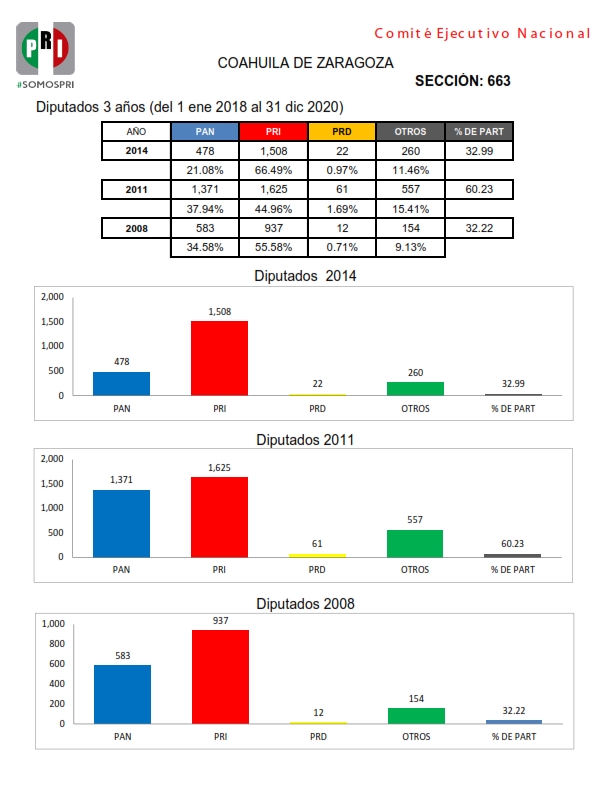 Comité Ejecutivo Nacional
PRI
#SOMOSPRI
COAHUILA DE ZARAGOZA
SECCIÓN: 663
Diputados 3 años (del 1 ene 2018 al 31 dic 2020)
AÑO PAN PRI PRD OTROS % DE PART
2014 478 1,508 22 260 32.99
21.08% 66.49% 0.97% 11.46%
2011 1,371 1,625 61 557 60.23
37.94% 44.96% 1.69% 15.41%
2008 583 937 12 154 32.22
34.58% 55.58% 0.71% 9.13%
Diputados 2014
2,000
1,500
1,000
500
0
478 1,508 22 260 32.99
PAN PRI PRD OTROS % DE PART
Diputados 2011
2,000
1,500
1,000
500
0
1,371 1,625 61 557 60.23
PAN PRI PRD OTROS % DE PART
Diputados 2008
1,000
800
600
400
200
0
583 937 12 154 32.22
PAN PRI PRD OTROS % DE PART